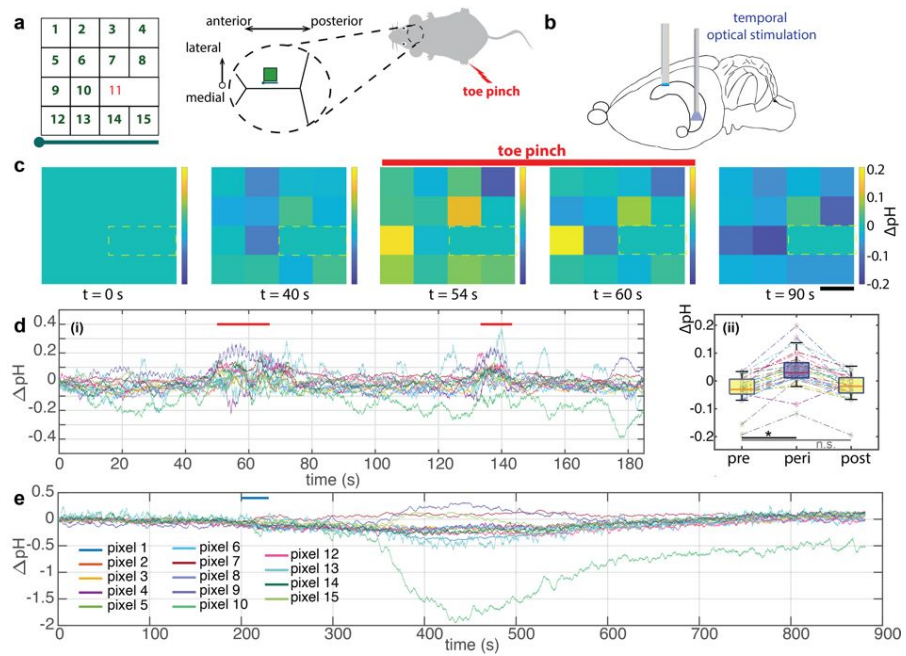 a
1 2 3 4
5 6 7 8
9 10 11
12 13 14 15
anterior posterior
lateral
medial
toe pinch
b
temporal
optical stimulation
toe pinch
c
0.2
0.1
0
-0.1
-0.2
ΔpH
t = 0 s t = 40 s t = 54 s t = 60 s t = 90 s
d (i)
ΔpH
0.4
0.2
0
-0.2
-0.4
0 20 40 60 80 100 120 140 160 180
time (s)
(ii)
ΔpH
0.2
0.1
0
-0.1
-0.2
* n.s.
pre peri post
e
ΔpH
0.5
0
-0.5
-1
-1.5
-2
pixel 1
pixel 2
pixel 3
pixel 4
pixel 5
pixel 6
pixel 7
pixel 8
pixel 9
pixel 10
pixel 12
pixel 13
pixel 14
pixel 15
0 100 200 300 400 500 600 700 800 900
time (s)